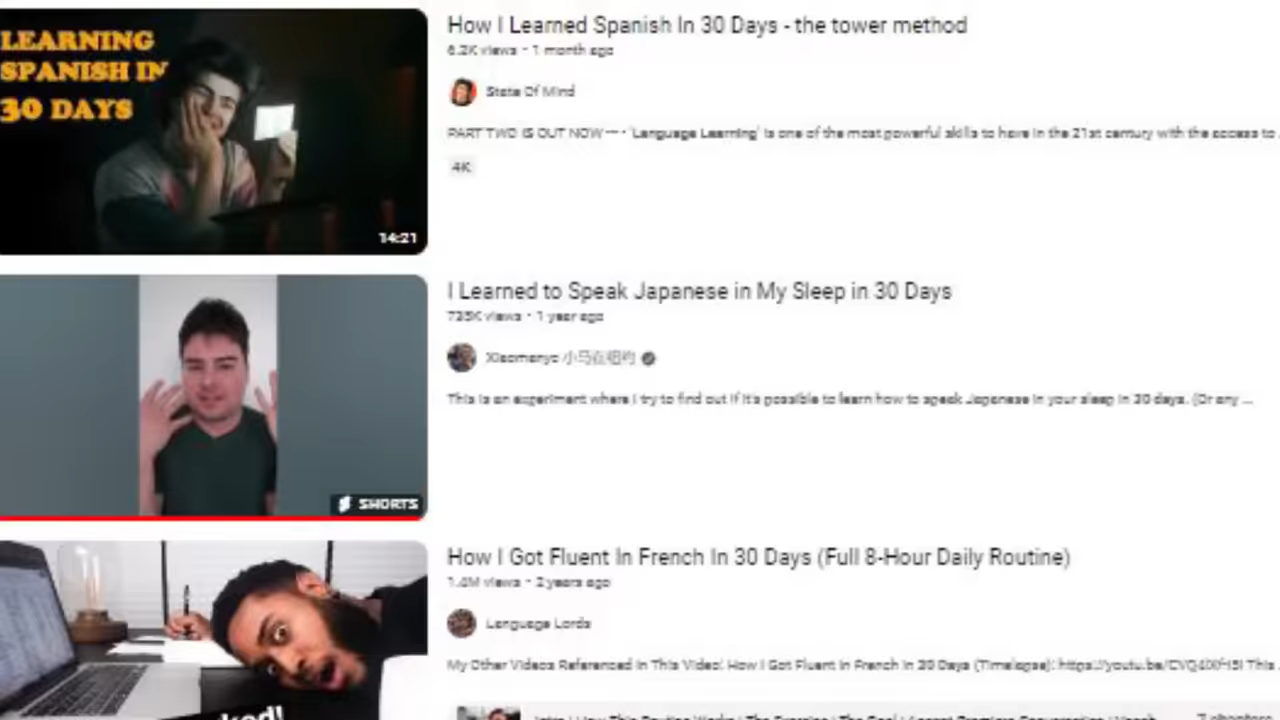 LEARNING
SPANISH IN
30 DAYS
14:21
How I Learned Spanish In 30 Days - the tower method
6.2K views • 1 month ago
State Of Mind
PART TWO IS OUT NOW --- • 'Language Learning' is one of the most powerful skills to have in the 21st century with the access to
4K
SHORTS
I Learned to Speak Japanese in My Sleep in 30 Days
735K views • 1 year ago
Xiaomanyc 小马在纽约
This is an experiment where I try to find out if it's possible to learn how to speak Japanese in your sleep in 30 days. (Or any ...
How I Got Fluent In French In 30 Days (Full 8-Hour Daily Routine)
1.4M views • 2 years ago
Language Lords
My Other Videos Referenced In This Video: How I Got Fluent In French In 30 Days (Timelapse): This